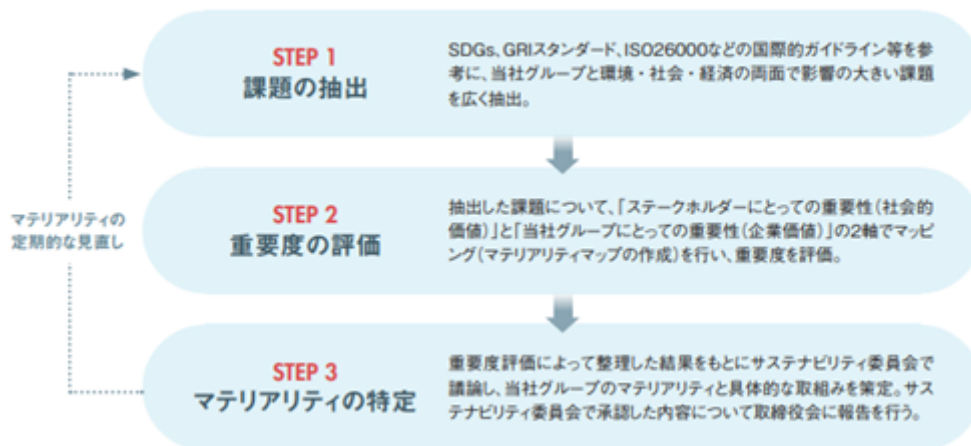 STEP 1
課題の抽出
SDGs、GRIスタンダード、ISO26000などの国際的ガイドライン等を参
考に、当社グループと環境・社会・経済の両面で影響の大きい課題
を広く抽出。
マテリアリティの
定期的な見直し
STEP 2
重要度の評価
抽出した課題について、「ステークホルダーにとっての重要性(社会的
価値)」と「当社グループにとっての重要性(企業価値)」の2軸でマッピ
ング(マテリアリティマップの作成)を行い、重要度を評価。
STEP 3
マテリアリティの特定
重要度評価によって整理した結果をもとにサステナビリティ委員会で
議論し、当社グループのマテリアリティと具体的な取組みを策定。サス
テナビリティ委員会で承認した内容について取締役会に報告を行う。